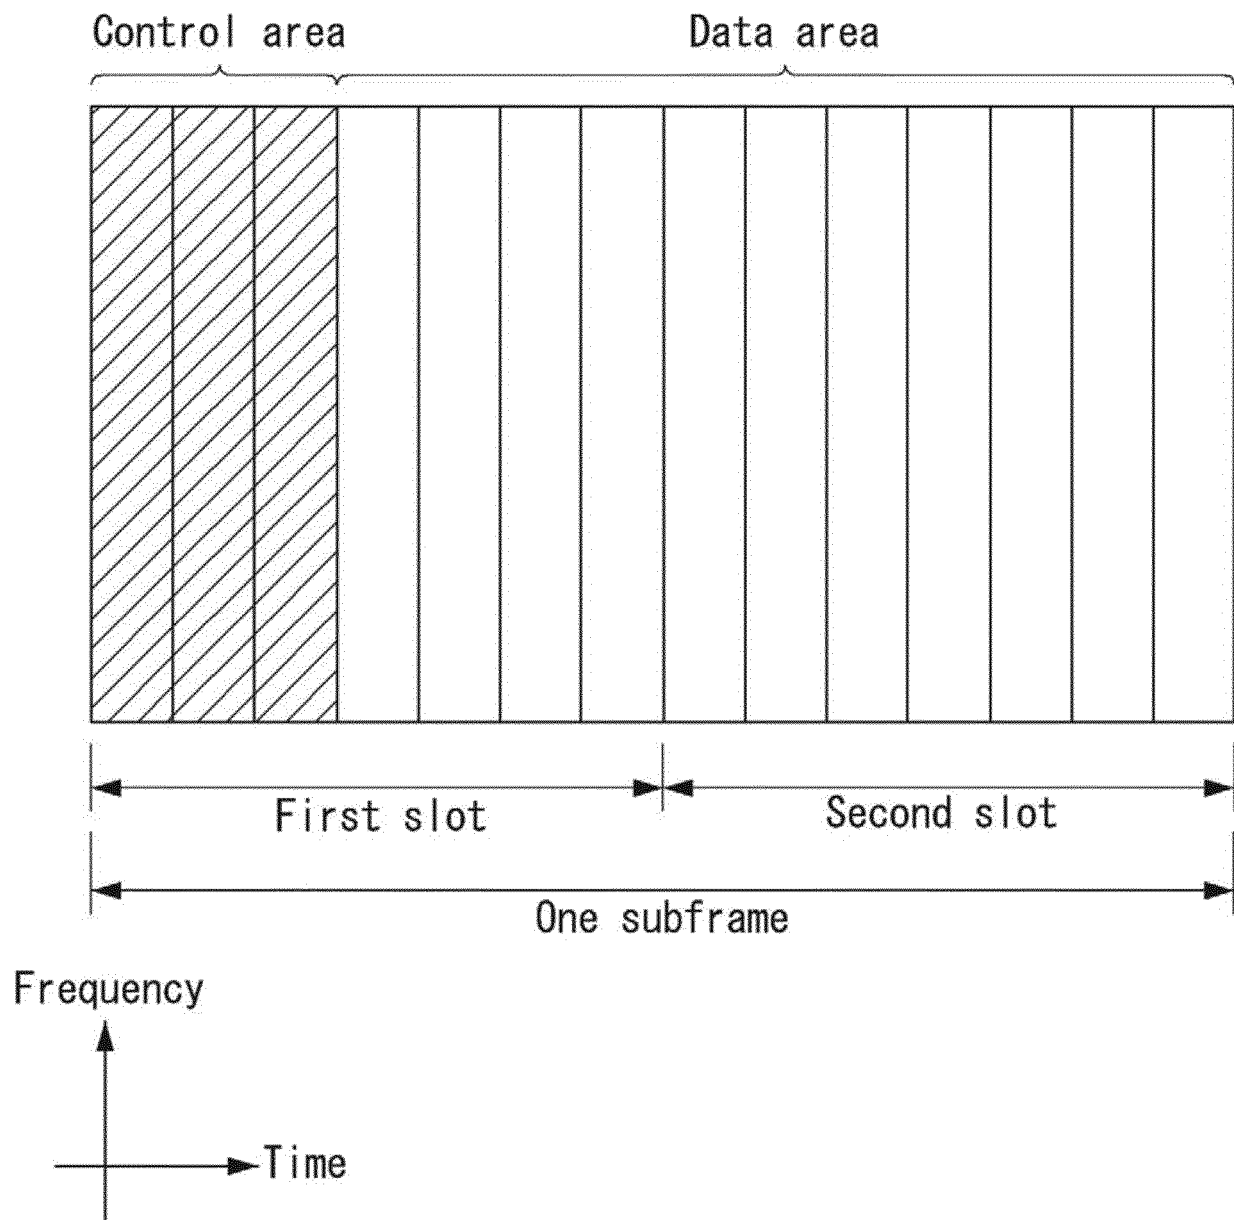 Control area
Data area
First slot
Second slot
One subframe
Frequency
Time